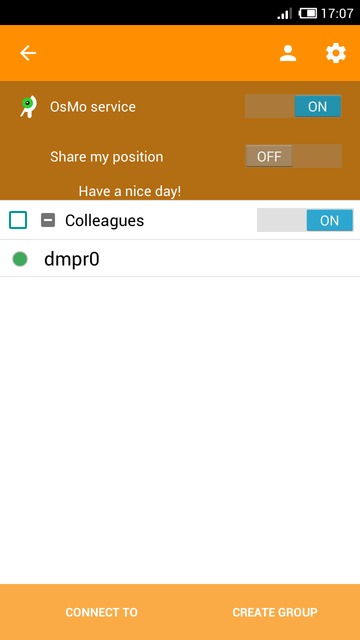 17:07
OsMo service
ON
Share my position
OFF
Have a nice day!
Colleagues
ON
dmpr0
CONNECT TO
CREATE GROUP